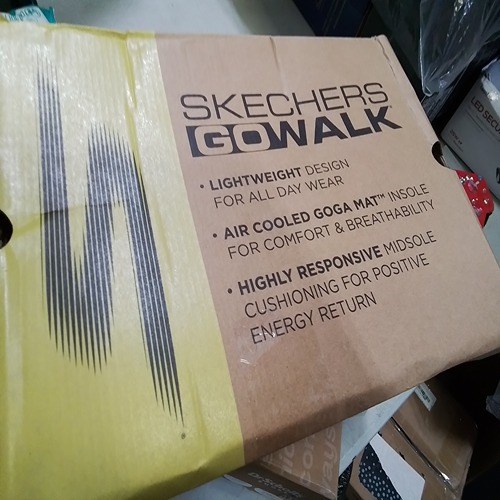 SKECHERS
GOWALK
• LIGHTWEIGHT DESIGN
FOR ALL DAY WEAR
• AIR COOLED GOGA MAT™ INSOLE
FOR COMFORT & BREATHABILITY
• HIGHLY RESPONSIVE MIDSOLE
CUSHIONING FOR POSITIVE
ENERGY RETURN